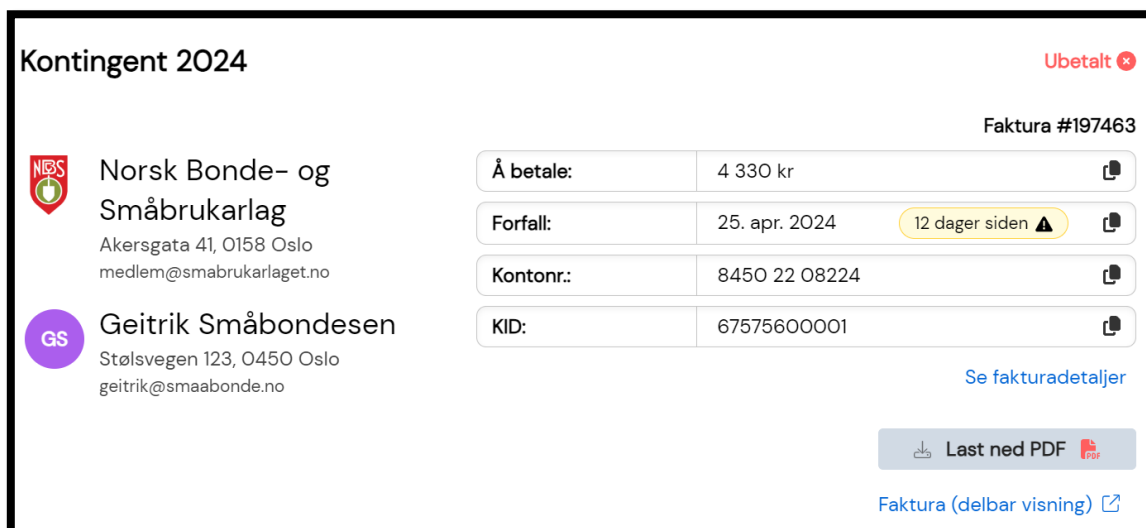 Kontingent 2024
Ubetalt
Faktura #197463
NBS
Norsk Bonde- og
Småbrukarlag
Akersgata 41, 0158 Oslo
medlem@smabrukarlaget.no
GS
Geitrik Småbondesen
Stølsvegen 123, 0450 Oslo
geitrik@smaabonde.no
Å betale: 4 330 kr
Forfall: 25. apr. 2024 12 dager siden
Kontonr.: 8450 22 08224
KID: 67575600001
Se fakturadetaljer
Last ned PDF PDF
Faktura (delbar visning)